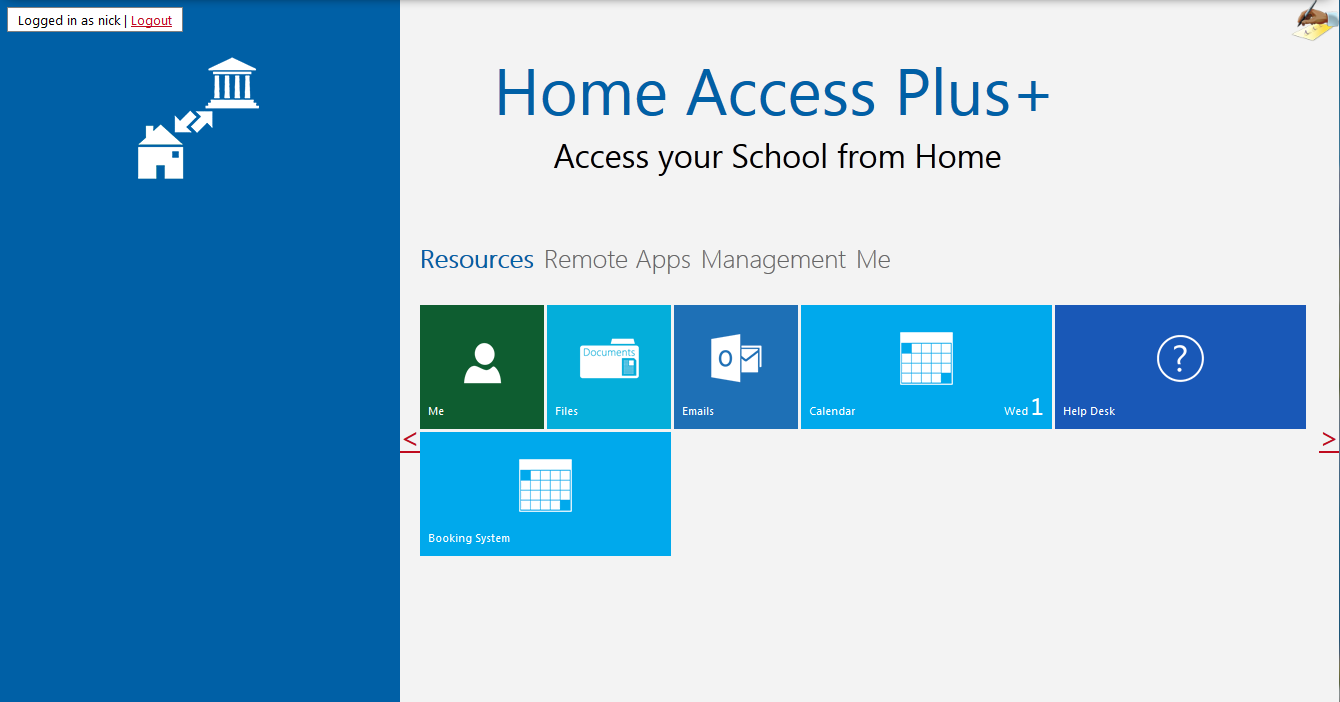 Logged in as nick | Logout
Home Access Plus+
Access your School from Home
Resources Remote Apps Management Me
Me
Documents
Files
O
Emails
Calendar
Wed 1
?
Help Desk
<
>
Booking System